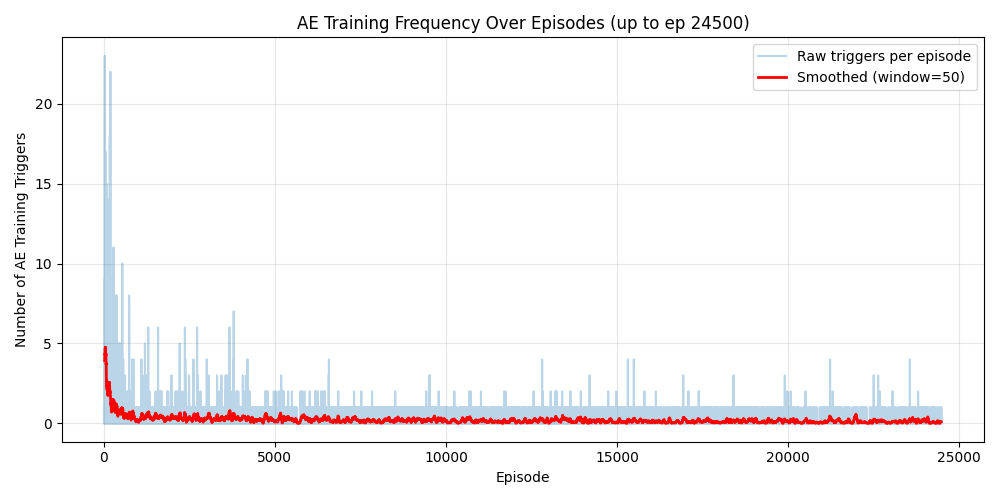 AE Training Frequency Over Episodes (up to ep 24500)
Raw triggers per episode
Smoothed (window=50)
Number of AE Training Triggers
20
15
10
5
0
0
5000
10000
15000
20000
25000
Episode